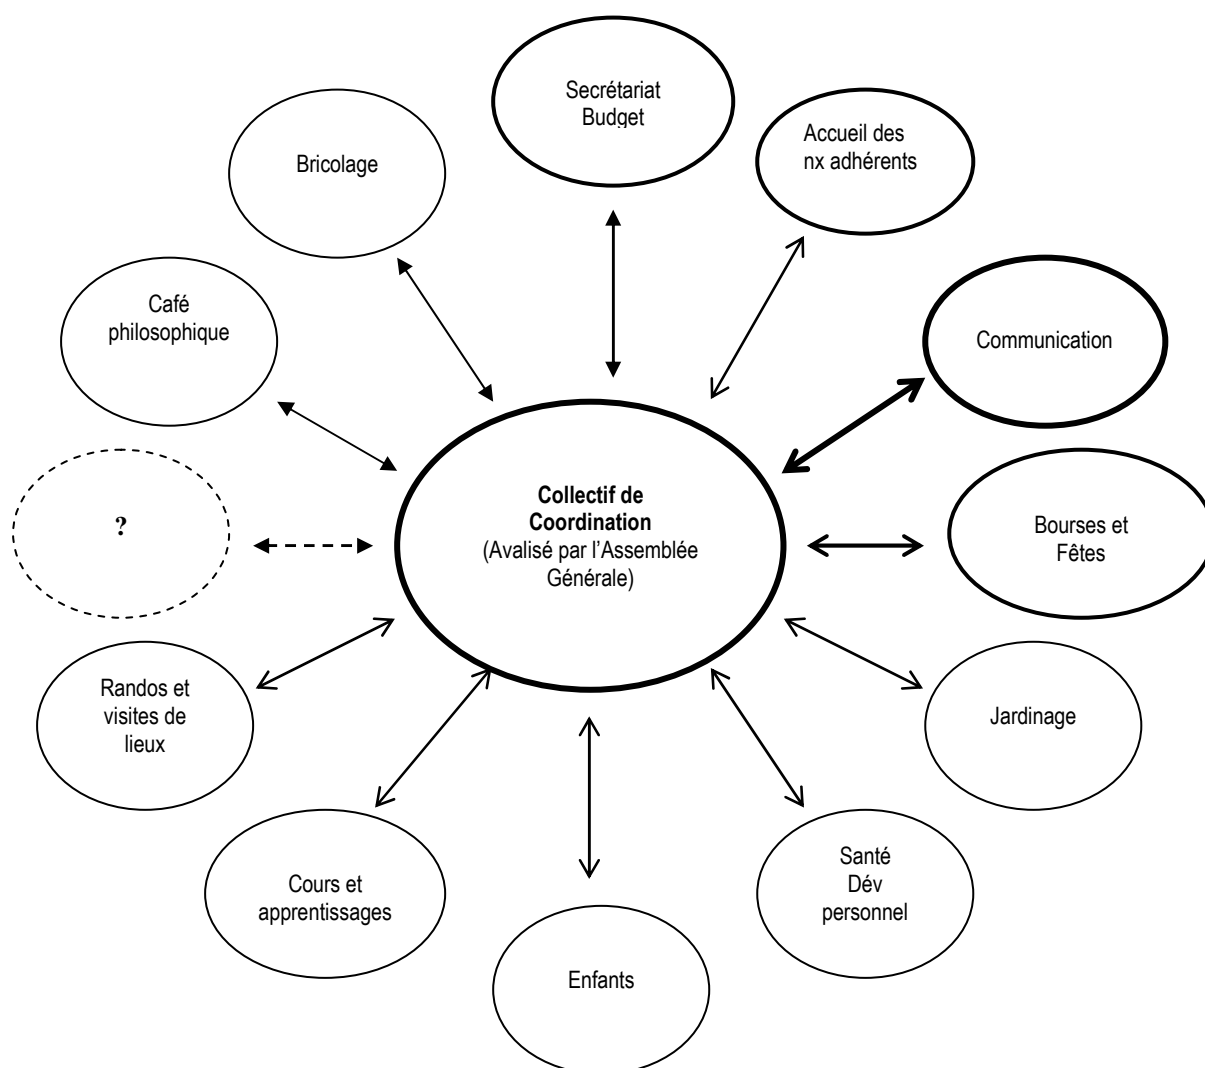 Secrétariat
Budget
Accueil des
nx adhérents
Bricolage
Café
philosophique
Communication
?
Collectif de
Coordination
(Avalisé par l'Assemblée
Générale)
Bourses et
Fêtes
Randos et
visites de
lieux
Jardinage
Cours et
apprentissages
Santé
Dév
personnel
Enfants